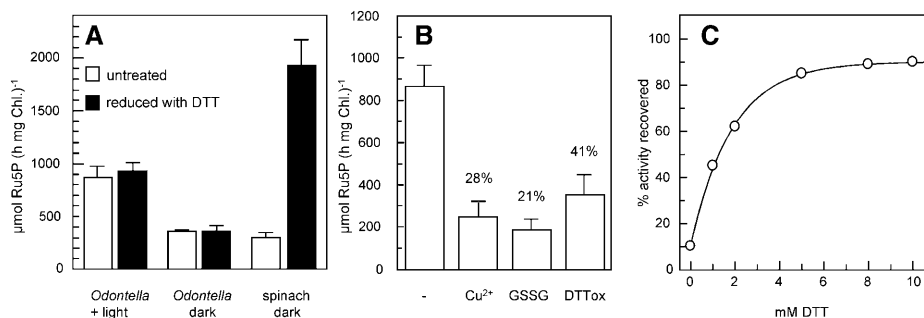 A
B
C
µmol Ru5P (h mg Chl.)-1
2000
1500
1000
500
0
untreated
reduced with DTT
Odontella + light
Odontella dark
spinach dark
µmol Ru5P (h mg Chl.)-1
1200
1000
800
600
400
200
0
28%
21%
41%
-
Cu2+
GSSG
DTTox
% activity recovered
100
80
60
40
20
0
0
2
4
6
8
10
mM DTT